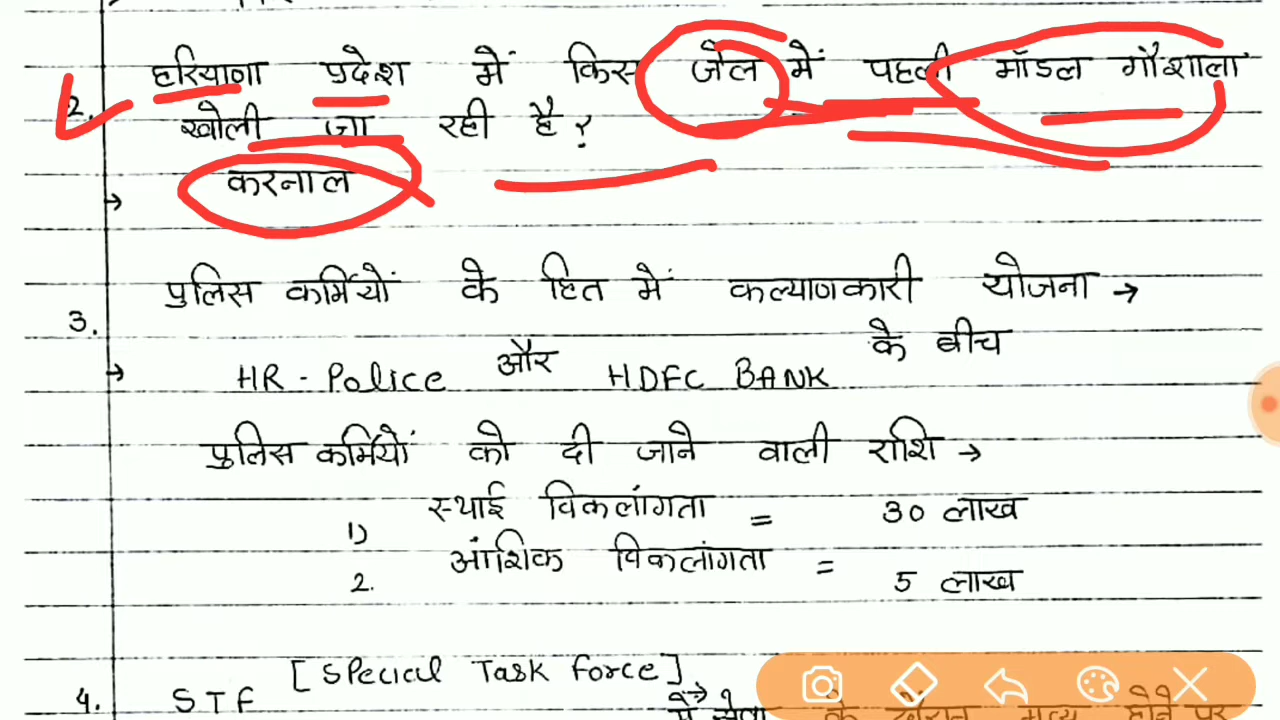 2. हरियाणा प्रदेश में किस जेल में पहली मॉडल गौशाला
खोली जा रही है?
→ करनाल
3. पुलिस कर्मियों के हित में कल्याणकारी योजना →
→ HR-Police और HDFC BANK के बीच
पुलिस कर्मियों को दी जाने वाली राशि →
1) स्थाई विकलांगता = 30 लाख
2. आंशिक विकलांगता = 5 लाख
4. STF [Special Task Force] →
में सेवा के दौरान मृत्यु होने पर